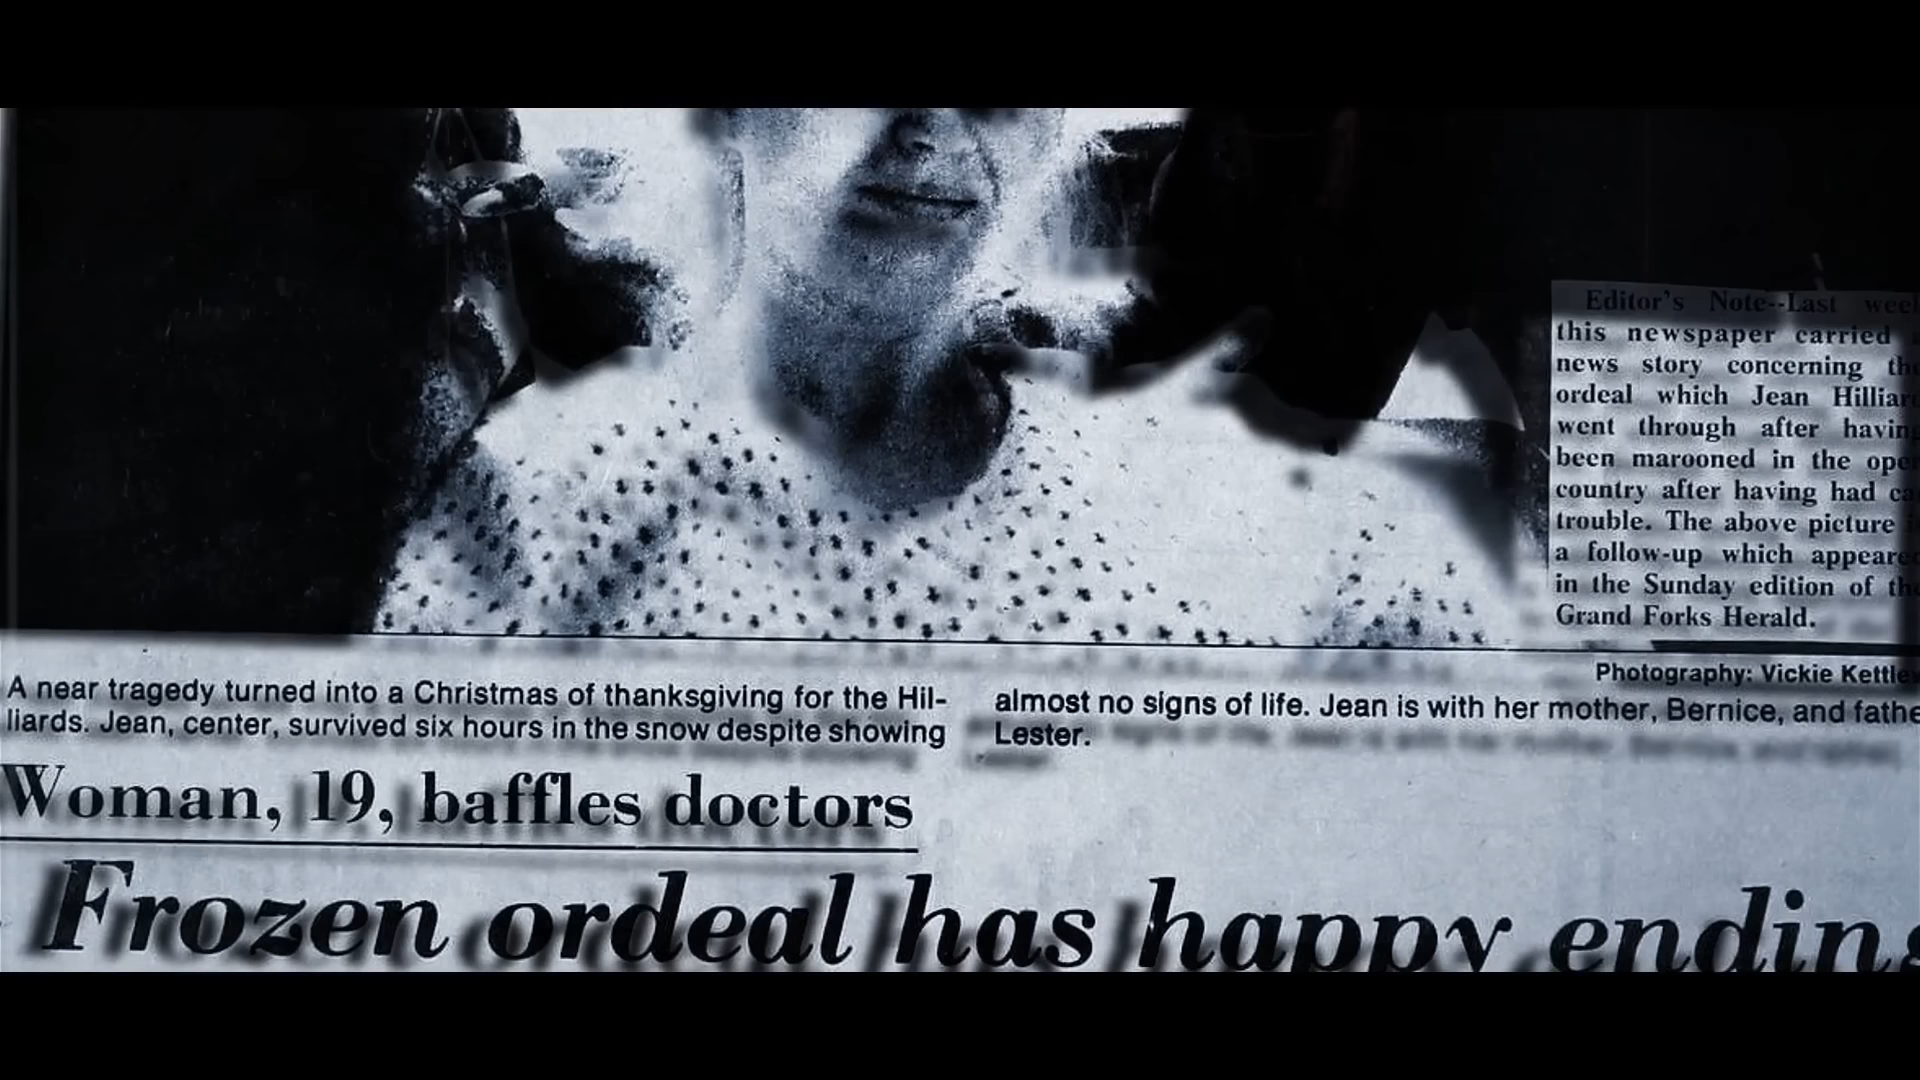 Editor's Note--Last
this newspaper carried
news story concerning
ordeal which Jean
went through after
been marooned in the
country after having had
trouble. The above picture
a follow-up which
in the Sunday edition of
Grand Forks Herald.
Photography: Vickie
A near tragedy turned into a Christmas of thanksgiving for the Hil-
liards. Jean, center, survived six hours in the snow despite showing
almost no signs of life. Jean is with her mother, Bernice, and
Lester.
Woman, 19, baffles doctors
Frozen ordeal has happy